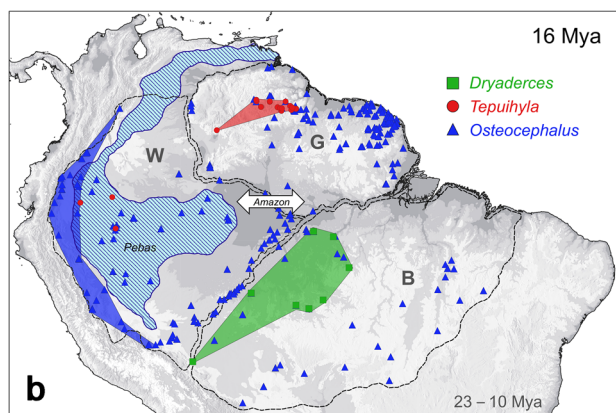 16 Mya
Dryaderces
Tepuihyla
Osteocephalus
W
G
Amazon
Pebas
B
b
23 – 10 Mya